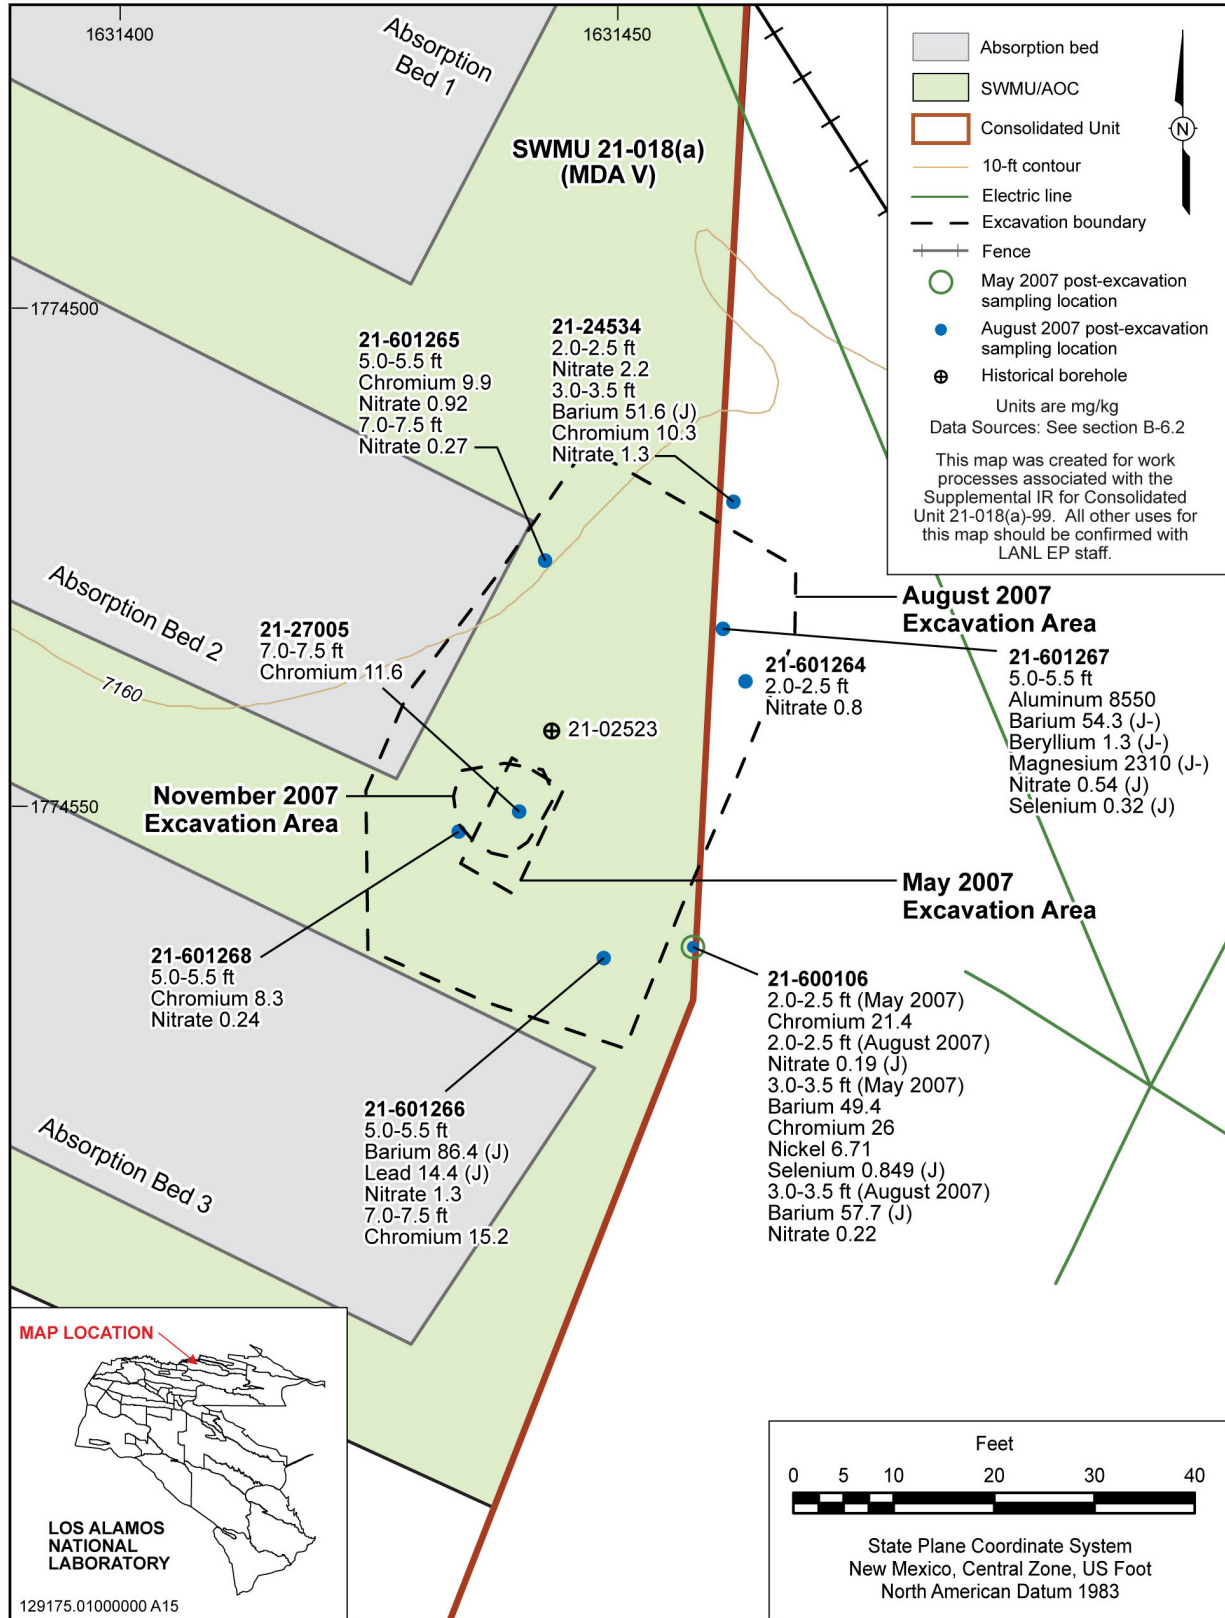 1631400
1631450
Absorption
Bed 1
SWMU 21-018(a)
(MDA V)
Absorption bed
SWMU/AOC
Consolidated Unit
10-ft contour
Electric line
Excavation boundary
Fence
May 2007 post-excavation
sampling location
August 2007 post-excavation
sampling location
Historical borehole
Units are mg/kg
Data Sources: See section B-6.2
This map was created for work
processes associated with the
Supplemental IR for Consolidated
Unit 21-018(a)-99. All other uses for
this map should be confirmed with
LANL EP staff.
N
1774500
21-601265
5.0-5.5 ft
Chromium 9.9
Nitrate 0.92
7.0-7.5 ft
Nitrate 0.27
21-24534
2.0-2.5 ft
Nitrate 2.2
3.0-3.5 ft
Barium 51.6 (J)
Chromium 10.3
Nitrate 1.3
Absorption Bed 2
7160
21-27005
7.0-7.5 ft
Chromium 11.6
August 2007
Excavation Area
21-601264
2.0-2.5 ft
Nitrate 0.8
21-601267
5.0-5.5 ft
Aluminum 8550
Barium 54.3 (J-)
Beryllium 1.3 (J-)
Magnesium 2310 (J-)
Nitrate 0.54 (J)
Selenium 0.32 (J)
21-02523
November 2007
Excavation Area
1774550
May 2007
Excavation Area
21-601268
5.0-5.5 ft
Chromium 8.3
Nitrate 0.24
21-600106
2.0-2.5 ft (May 2007)
Chromium 21.4
2.0-2.5 ft (August 2007)
Nitrate 0.19 (J)
3.0-3.5 ft (May 2007)
Barium 49.4
Chromium 26
Nickel 6.71
Selenium 0.849 (J)
3.0-3.5 ft (August 2007)
Barium 57.7 (J)
Nitrate 0.22
21-601266
5.0-5.5 ft
Barium 86.4 (J)
Lead 14.4 (J)
Nitrate 1.3
7.0-7.5 ft
Chromium 15.2
Absorption Bed 3
MAP LOCATION
LOS ALAMOS
NATIONAL
LABORATORY
129175.01000000 A15
Feet
0 5 10 20 30 40
State Plane Coordinate System
New Mexico, Central Zone, US Foot
North American Datum 1983